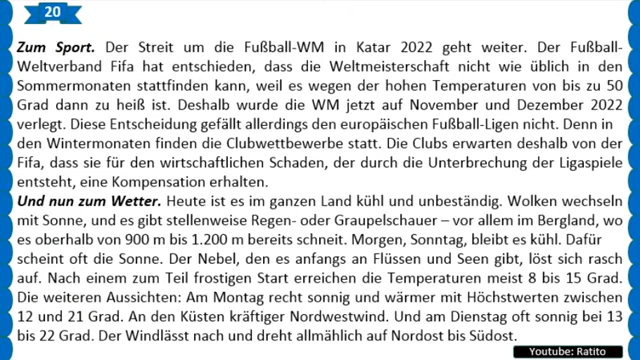 20
Zum Sport. Der Streit um die Fußball-WM in Katar 2022 geht weiter. Der Fußball-
Weltverband Fifa hat entschieden, dass die Weltmeisterschaft nicht wie üblich in den
Sommermonaten stattfinden kann, weil es wegen der hohen Temperaturen von bis zu 50
Grad dann zu heiß ist. Deshalb wurde die WM jetzt auf November und Dezember 2022
verlegt. Diese Entscheidung gefällt allerdings den europäischen Fußball-Ligen nicht. Denn in
den Wintermonaten finden die Clubwettbewerbe statt. Die Clubs erwarten deshalb von der
Fifa, dass sie für den wirtschaftlichen Schaden, der durch die Unterbrechung der Ligaspiele
entsteht, eine Kompensation erhalten.
Und nun zum Wetter. Heute ist es im ganzen Land kühl und unbeständig. Wolken wechseln
mit Sonne, und es gibt stellenweise Regen- oder Graupelschauer – vor allem im Bergland, wo
es oberhalb von 900 m bis 1.200 m bereits schneit. Morgen, Sonntag, bleibt es kühl. Dafür
scheint oft die Sonne. Der Nebel, den es anfangs an Flüssen und Seen gibt, löst sich rasch
auf. Nach einem zum Teil frostigen Start erreichen die Temperaturen meist 8 bis 15 Grad.
Die weiteren Aussichten: Am Montag recht sonnig und wärmer mit Höchstwerten zwischen
12 und 21 Grad. An den Küsten kräftiger Nordwestwind. Und am Dienstag oft sonnig bei 13
bis 22 Grad. Der Windlässt nach und dreht allmählich auf Nordost bis Südost.
Youtube: Ratito